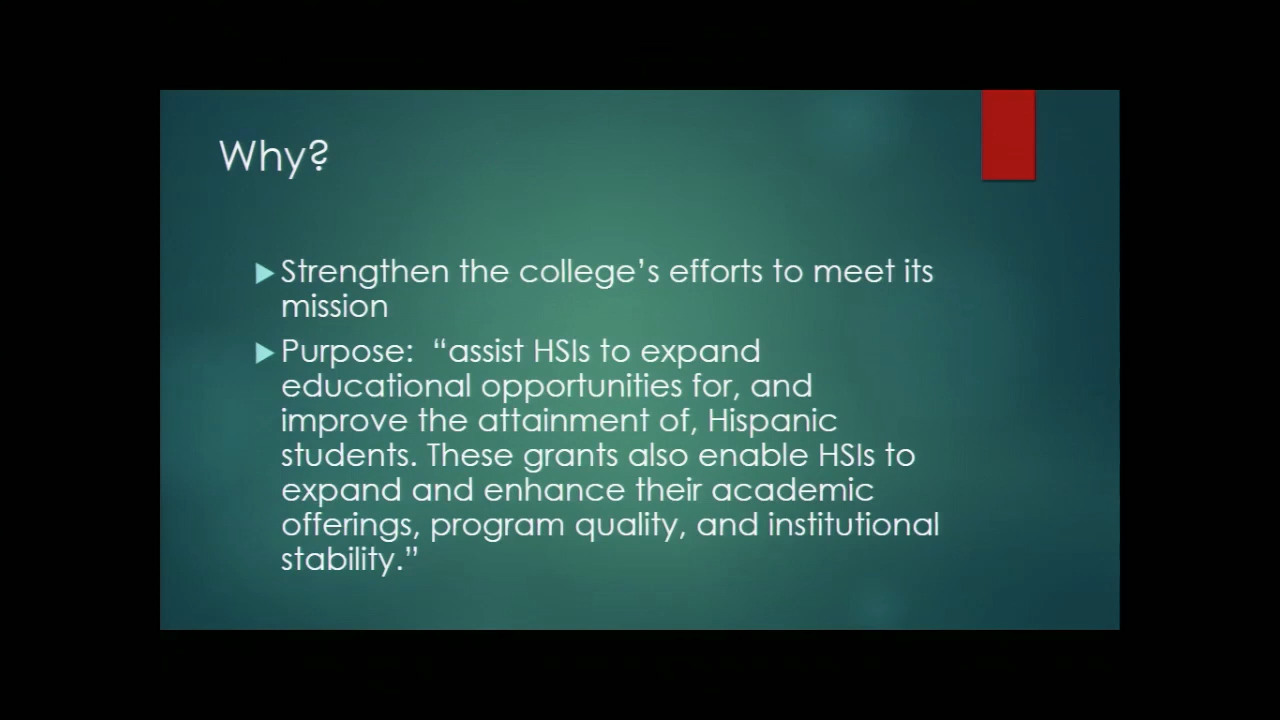 Why?
Strengthen the college’s efforts to meet its
mission
Purpose:  “assist HSIs to expand
educational opportunities for, and
improve the attainment of, Hispanic
students. These grants also enable HSIs to
expand and enhance their academic
offerings, program quality, and institutional
stability.”